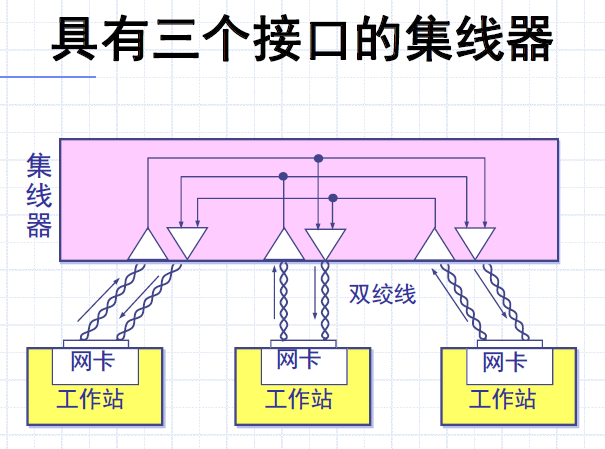 具有三个接口的集线器
集线器
双绞线
网卡
网卡
网卡
工作站
工作站
工作站